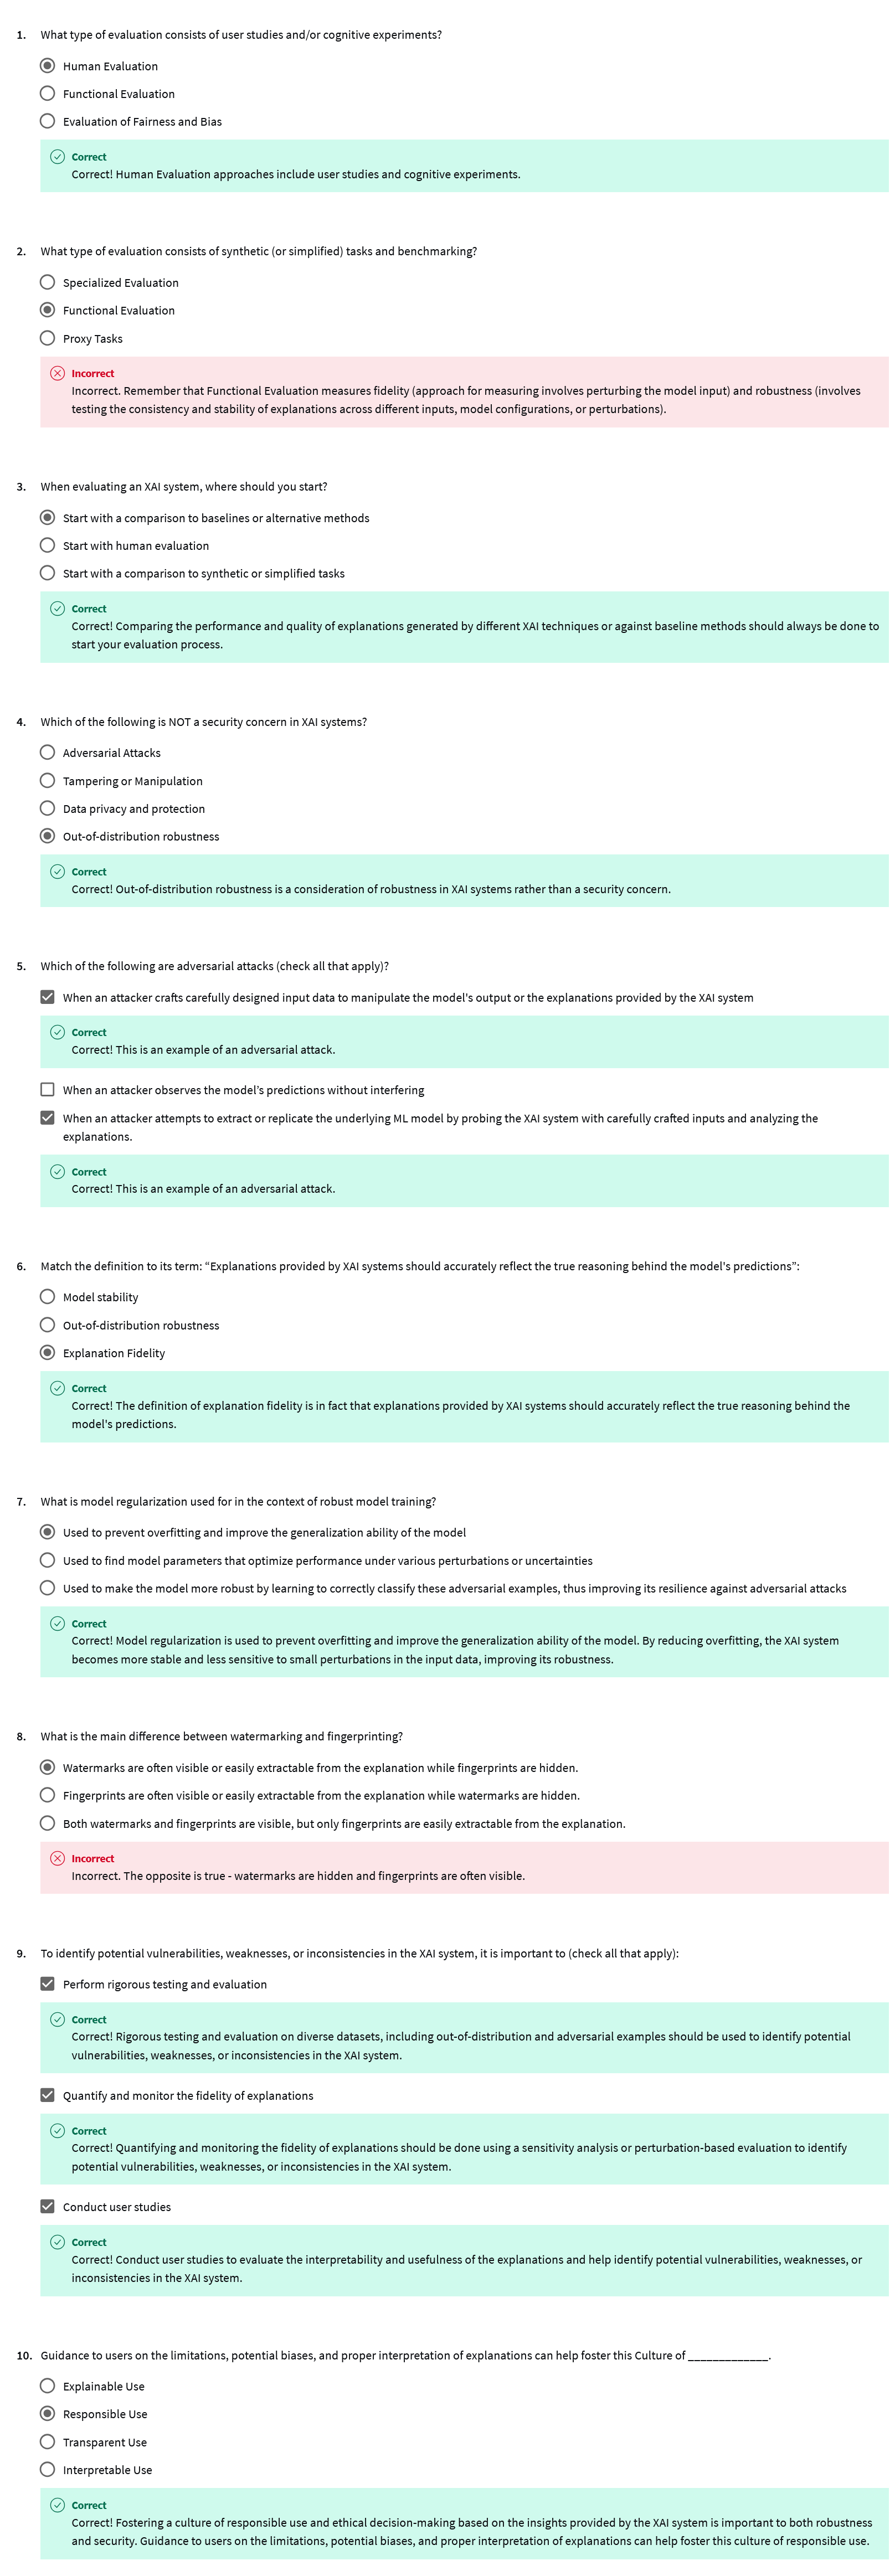 1. What type of evaluation consists of user studies and/or cognitive experiments?
Human Evaluation
Functional Evaluation
Evaluation of Fairness and Bias
Correct
Correct! Human Evaluation approaches include user studies and cognitive experiments.
2. What type of evaluation consists of synthetic (or simplified) tasks and benchmarking?
Specialized Evaluation
Functional Evaluation
Proxy Tasks
Incorrect
Incorrect. Remember that Functional Evaluation measures fidelity (approach for measuring involves perturbing the model input) and robustness (involves
testing the consistency and stability of explanations across different inputs, model configurations, or perturbations).
3. When evaluating an XAI system, where should you start?
Start with a comparison to baselines or alternative methods
Start with human evaluation
Start with a comparison to synthetic or simplified tasks
Correct
Correct! Comparing the performance and quality of explanations generated by different XAI techniques or against baseline methods should always be done to
start your evaluation process.
4. Which of the following is NOT a security concern in XAI systems?
Adversarial Attacks
Tampering or Manipulation
Data privacy and protection
Out-of-distribution robustness
Correct
Correct! Out-of-distribution robustness is a consideration of robustness in XAI systems rather than a security concern.
5. Which of the following are adversarial attacks (check all that apply)?
When an attacker crafts carefully designed input data to manipulate the model's output or the explanations provided by the XAI system
Correct
Correct! This is an example of an adversarial attack.
When an attacker observes the model’s predictions without interfering
When an attacker attempts to extract or replicate the underlying ML model by probing the XAI system with carefully crafted inputs and analyzing the
explanations.
Correct
Correct! This is an example of an adversarial attack.
6. Match the definition to its term: “Explanations provided by XAI systems should accurately reflect the true reasoning behind the model's predictions”:
Model stability
Out-of-distribution robustness
Explanation Fidelity
Correct
Correct! The definition of explanation fidelity is in fact that explanations provided by XAI systems should accurately reflect the true reasoning behind the
model's predictions.
7. What is model regularization used for in the context of robust model training?
Used to prevent overfitting and improve the generalization ability of the model
Used to find model parameters that optimize performance under various perturbations or uncertainties
Used to make the model more robust by learning to correctly classify these adversarial examples, thus improving its resilience against adversarial attacks
Correct
Correct! Model regularization is used to prevent overfitting and improve the generalization ability of the model. By reducing overfitting, the XAI system
becomes more stable and less sensitive to small perturbations in the input data, improving its robustness.
8. What is the main difference between watermarking and fingerprinting?
Watermarks are often visible or easily extractable from the explanation while fingerprints are hidden.
Fingerprints are often visible or easily extractable from the explanation while watermarks are hidden.
Both watermarks and fingerprints are visible, but only fingerprints are easily extractable from the explanation.
Incorrect
Incorrect. The opposite is true - watermarks are hidden and fingerprints are often visible.
9. To identify potential vulnerabilities, weaknesses, or inconsistencies in the XAI system, it is important to (check all that apply):
Perform rigorous testing and evaluation
Correct
Correct! Rigorous testing and evaluation on diverse datasets, including out-of-distribution and adversarial examples should be used to identify potential
vulnerabilities, weaknesses, or inconsistencies in the XAI system.
Quantify and monitor the fidelity of explanations
Correct
Correct! Quantifying and monitoring the fidelity of explanations should be done using a sensitivity analysis or perturbation-based evaluation to identify
potential vulnerabilities, weaknesses, or inconsistencies in the XAI system.
Conduct user studies
Correct
Correct! Conduct user studies to evaluate the interpretability and usefulness of the explanations and help identify potential vulnerabilities, weaknesses, or
inconsistencies in the XAI system.
10. Guidance to users on the limitations, potential biases, and proper interpretation of explanations can help foster this Culture of _____________.
Explainable Use
Responsible Use
Transparent Use
Interpretable Use
Correct
Correct! Fostering a culture of responsible use and ethical decision-making based on the insights provided by the XAI system is important to both robustness
and security. Guidance to users on the limitations, potential biases, and proper interpretation of explanations can help foster this culture of responsible use.